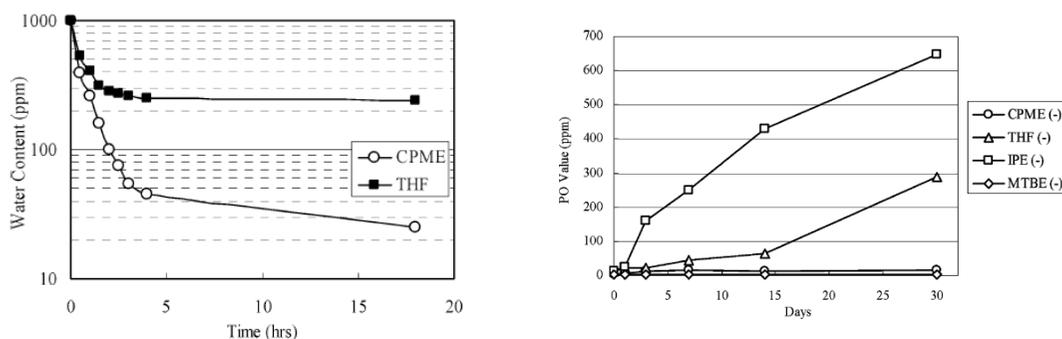 1000
100
10
Water Content (ppm)
0 5 10 15 20
Time (hrs)
CPME
THF
700
600
500
400
300
200
100
0
PO Value (ppm)
0 5 10 15 20 25 30
Days
CPME (-)
THF (-)
IPE (-)
MTBE (-)